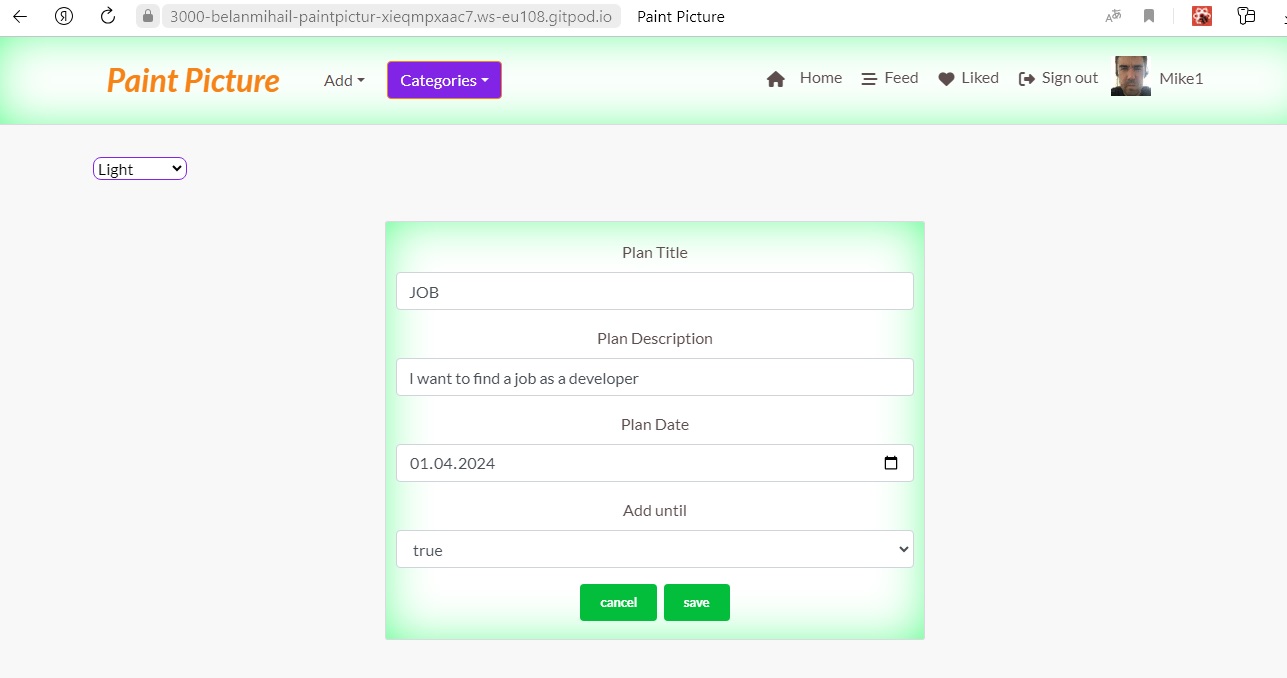 3000-belanmihail-paintpictur-xieqmpxaac7.ws-eu108.gitpod.io Paint Picture
Paint Picture Add Categories Home Feed Liked Sign out Mike1
Light
Plan Title
JOB
Plan Description
I want to find a job as a developer
Plan Date
01.04.2024
Add until
true
cancel save